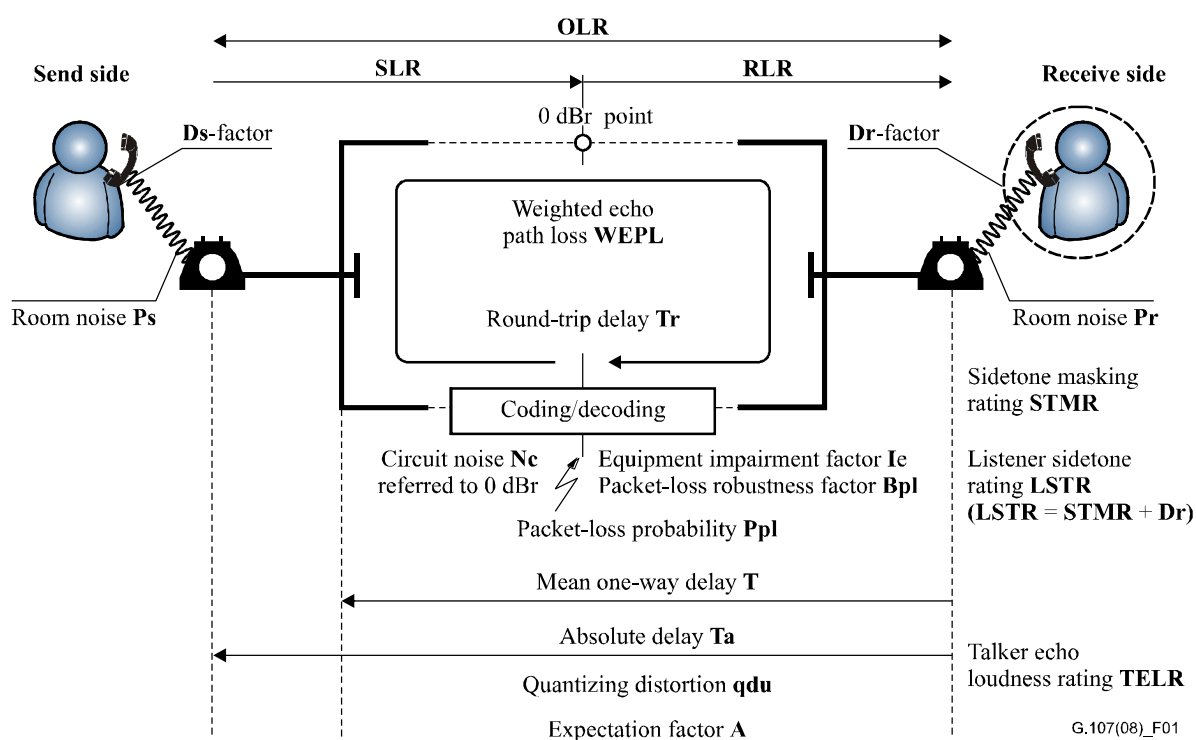 OLR
SLR
RLR
Send side
Receive side
0 dBr point
Ds-factor
Dr-factor
Weighted echo
path loss WEPL
Room noise Ps
Round-trip delay Tr
Room noise Pr
Coding/decoding
Sidetone masking
rating STMR
Circuit noise Nc
referred to 0 dBr
Equipment impairment factor Ie
Packet-loss robustness factor Bpl
Listener sidetone
rating LSTR
(LSTR = STMR + Dr)
Packet-loss probability Ppl
Mean one-way delay T
Absolute delay Ta
Talker echo
loudness rating TELR
Quantizing distortion qdu
Expectation factor A
G.107(08)_F01